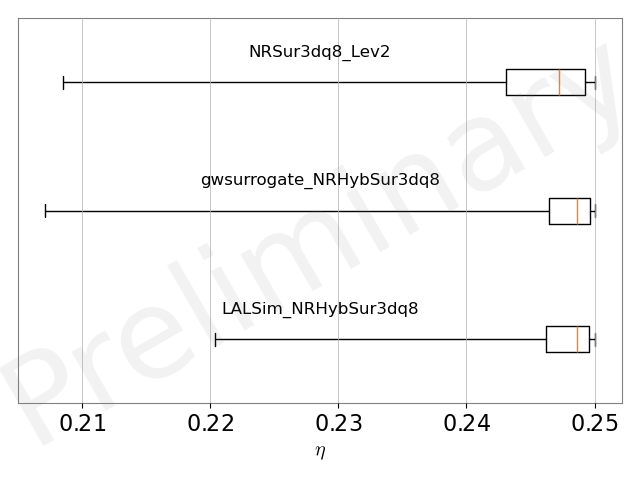 NRSur3dq8_Lev2
gwsurrogate_NRHybSur3dq8
LALSim_NRHybSur3dq8
Preliminary
0.21 0.22 0.23 0.24 0.25
η